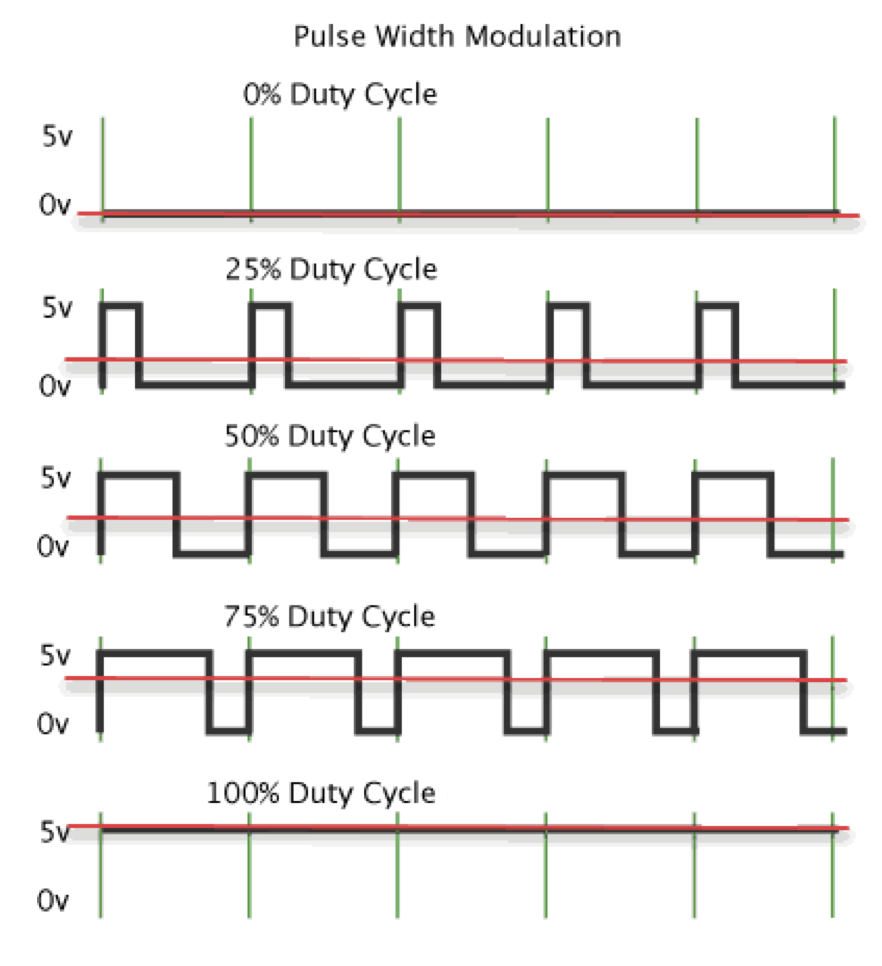 Pulse Width Modulation
0% Duty Cycle
5v
0v
25% Duty Cycle
5v
0v
50% Duty Cycle
5v
0v
75% Duty Cycle
5v
0v
100% Duty Cycle
5v
0v